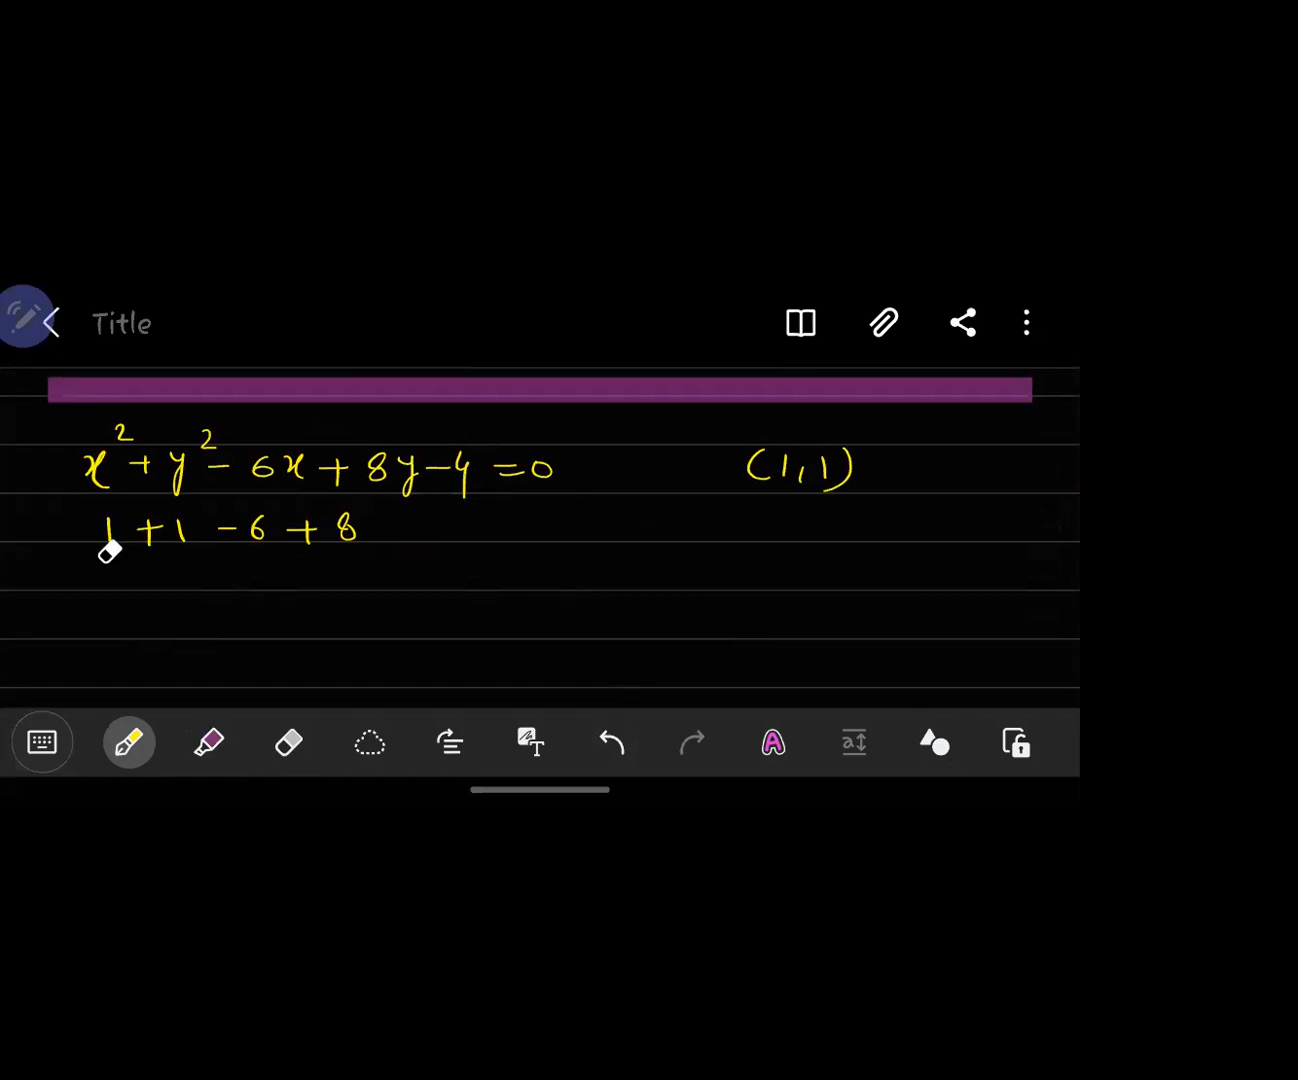 Title
x² + y² - 6x + 8y - 4 = 0 (1, 1)
1 + 1 - 6 + 8